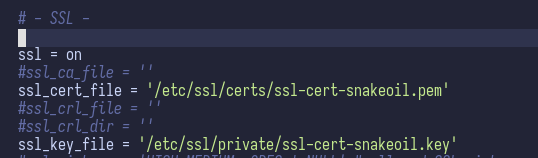 # - SSL -
ssl = on
#ssl_ca_file = ''
ssl_cert_file = '/etc/ssl/certs/ssl-cert-snakeoil.pem'
#ssl_crl_file = ''
#ssl_crl_dir = ''
ssl_key_file = '/etc/ssl/private/ssl-cert-snakeoil.key'